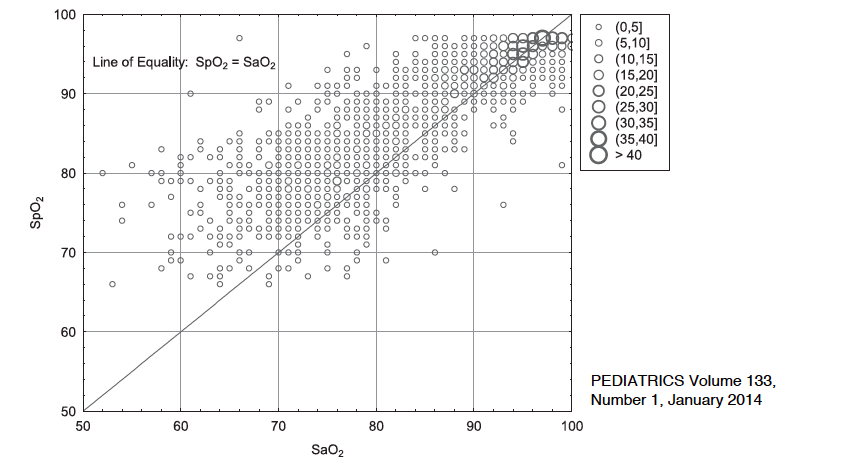 100
90
80
70
60
50
SpO₂
Line of Equality: SpO₂ = SaO₂
50 60 70 80 90 100
SaO₂
(0,5]
(5,10]
(10,15]
(15,20]
(20,25]
(25,30]
(30,35]
(35,40]
> 40
PEDIATRICS Volume 133,
Number 1, January 2014